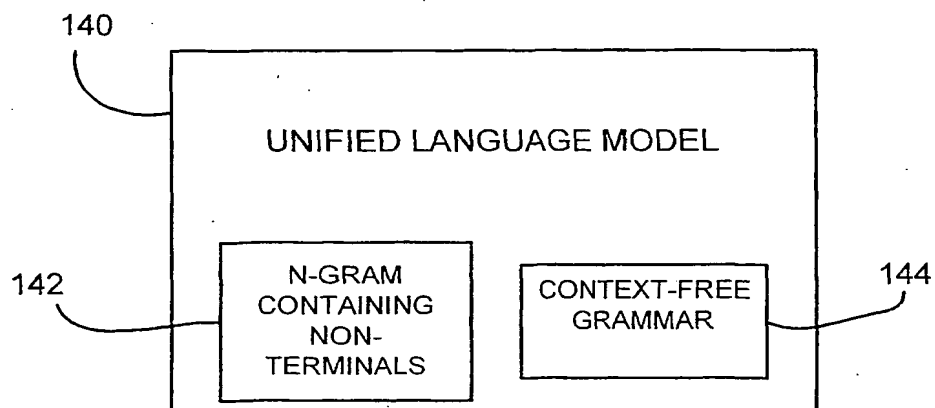 140
UNIFIED LANGUAGE MODEL
142
N-GRAM
CONTAINING
NON-
TERMINALS
CONTEXT-FREE
GRAMMAR
144